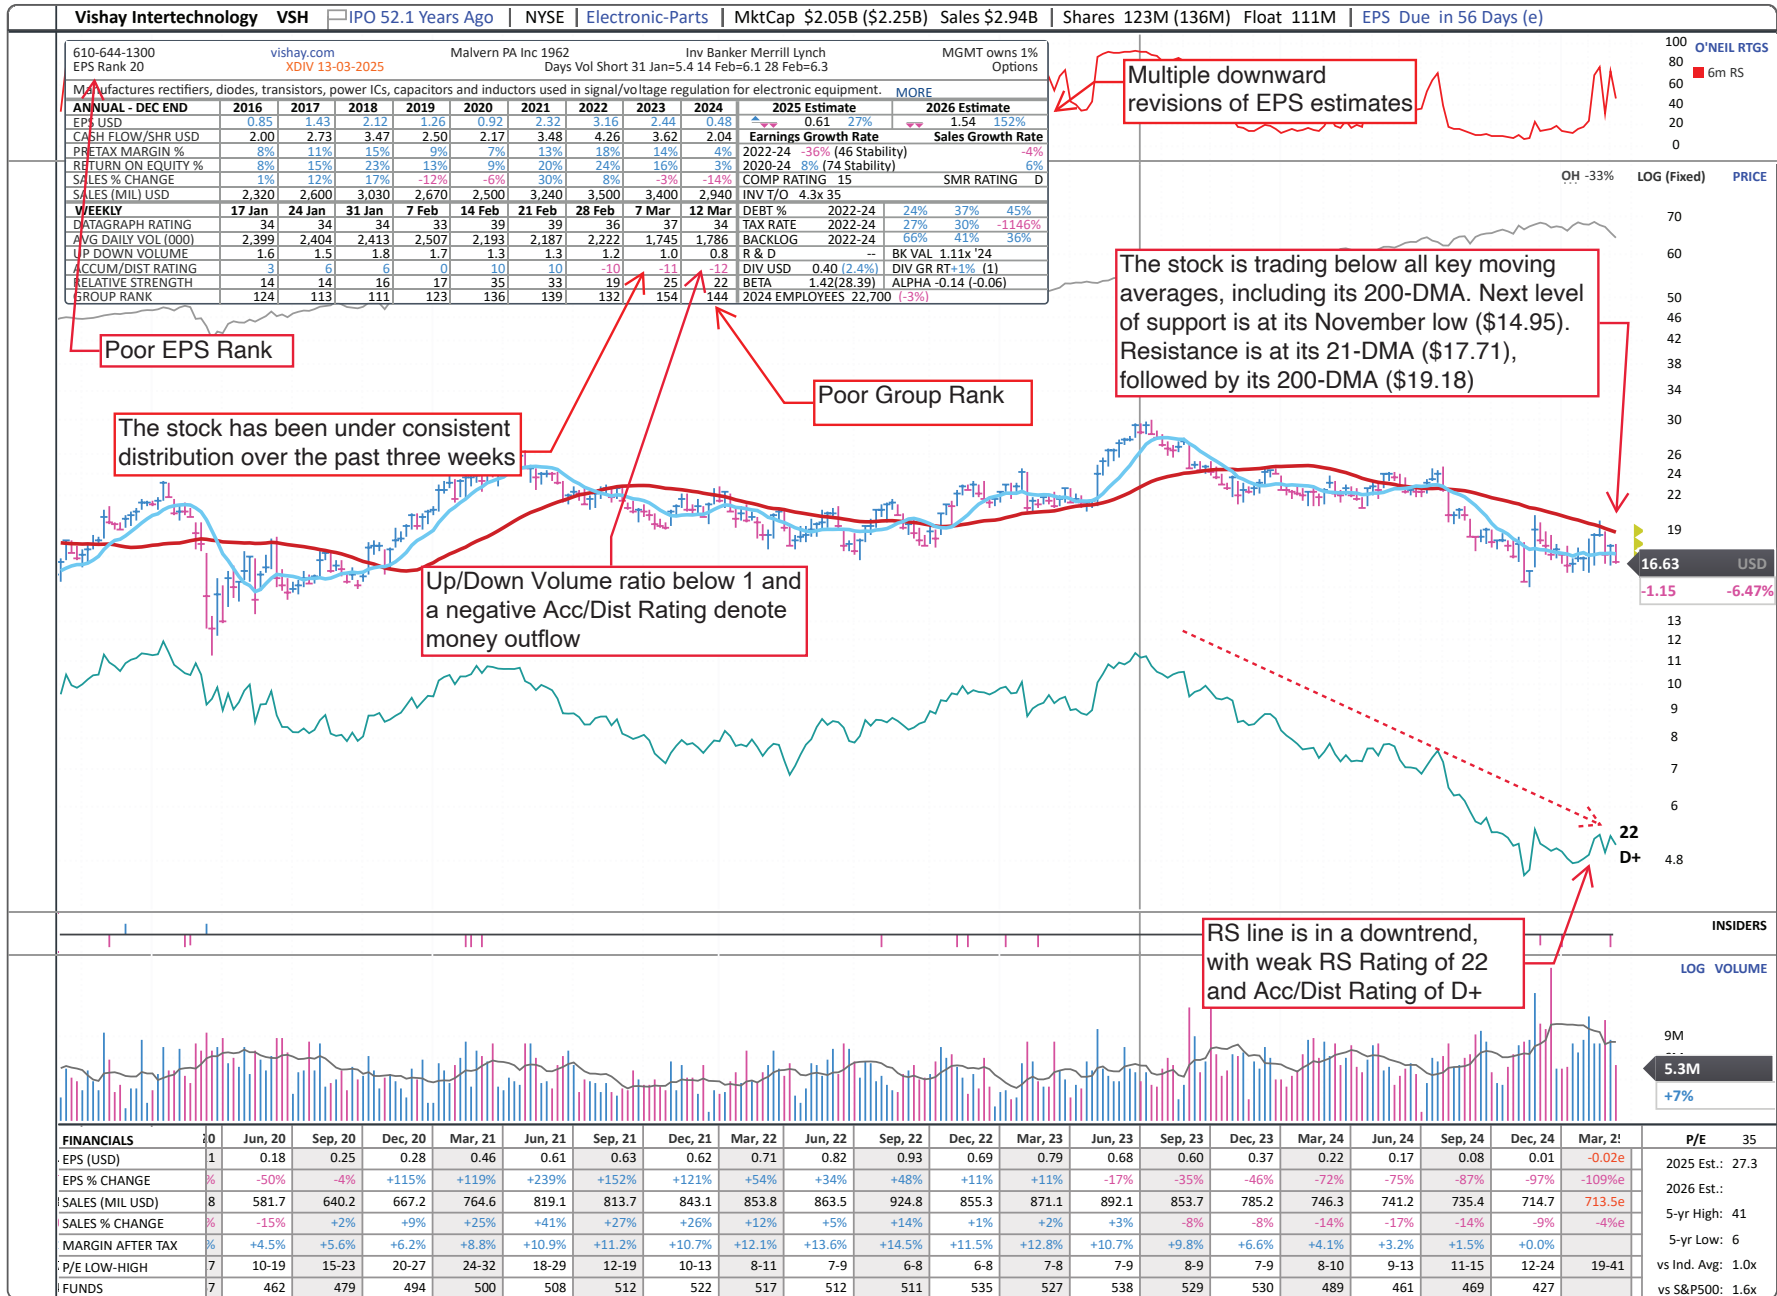 Vishay Intertechnology VSH IPO 52.1 Years Ago NYSE Electronic-Parts MktCap $2.05B ($2.25B) Sales $2.94B Shares 123M (136M) Float 111M EPS Due in 56 Days (e)
610-644-1300 vishay.com Malvern PA Inc 1962 Inv Banker Merrill Lynch MGMT owns 1%
EPS Rank 20 XDIV 13-03-2025 Days Vol Short 31 Jan=5.4 14 Feb=6.1 28 Feb=6.3 Options
Manufactures rectifiers, diodes, transistors, power ICs, capacitors and inductors used in signal/voltage regulation for electronic equipment. MORE
ANNUAL - DEC END 2016 2017 2018 2019 2020 2021 2022 2023 2024 2025 Estimate 2026 Estimate
EPS USD 0.85 1.43 2.12 1.26 0.92 2.32 3.16 2.44 0.48 0.61 27% 1.54 152%
CASH FLOW/SHR USD 2.00 2.73 3.47 2.50 2.17 3.48 4.26 3.62 2.04 Earnings Growth Rate Sales Growth Rate
PRETAX MARGIN % 8% 11% 15% 9% 7% 13% 18% 14% 4% 2022-24 -36% (46 Stability) -4%
RETURN ON EQUITY % 8% 15% 23% 13% 9% 20% 24% 16% 3% 2020-24 8% (74 Stability) 6%
SALES % CHANGE 1% 12% 17% -12% -6% 30% 8% -3% -14% COMP RATING 15 SMR RATING D
SALES (MIL) USD 2,320 2,600 3,030 2,670 2,500 3,240 3,500 3,400 2,940 INV T/O 4.3x 35
WEEKLY 17 Jan 24 Jan 31 Jan 7 Feb 14 Feb 21 Feb 28 Feb 7 Mar 12 Mar DEBT % 2022-24 24% 37% 45%
DATAGRAPH RATING 34 34 34 33 39 39 36 37 34 TAX RATE 2022-24 27% 30% -1146%
AVG DAILY VOL (000) 2,399 2,404 2,413 2,507 2,193 2,187 2,222 1,745 1,786 BACKLOG 2022-24 66% 41% 36%
UP DOWN VOLUME 1.6 1.5 1.8 1.7 1.3 1.3 1.2 1.0 0.8 R & D -- BK VAL 1.11x '24
ACCUM/DIST RATING 3 6 6 0 10 10 -10 -11 -12 DIV USD 0.40 (2.4%) DIV GR RT+1% (1)
RELATIVE STRENGTH 14 14 16 17 35 33 19 25 22 BETA 1.42(28.39) ALPHA -0.14 (-0.06)
GROUP RANK 124 113 111 123 136 139 132 154 144 2024 EMPLOYEES 22,700 (-3%)
Multiple downward
revisions of EPS estimates
100 O'NEIL RTGS
80 6m RS
60
40
20
0
OH -33% LOG (Fixed) PRICE
70
60
50
46
42
38
34
30
26
24
22
19
The stock is trading below all key moving
averages, including its 200-DMA. Next level
of support is at its November low ($14.95).
Resistance is at its 21-DMA ($17.71),
followed by its 200-DMA ($19.18)
Poor EPS Rank
Poor Group Rank
The stock has been under consistent
distribution over the past three weeks
Up/Down Volume ratio below 1 and
a negative Acc/Dist Rating denote
money outflow
16.63 USD
-1.15 -6.47%
13
12
11
10
9
8
7
6
4.8
22
D+
RS line is in a downtrend,
with weak RS Rating of 22
and Acc/Dist Rating of D+
INSIDERS
LOG VOLUME
9M
5.3M
+7%
FINANCIALS 0 Jun, 20 Sep, 20 Dec, 20 Mar, 21 Jun, 21 Sep, 21 Dec, 21 Mar, 22 Jun, 22 Sep, 22 Dec, 22 Mar, 23 Jun, 23 Sep, 23 Dec, 23 Mar, 24 Jun, 24 Sep, 24 Dec, 24 Mar, 25 P/E 35
EPS (USD) 1 0.18 0.25 0.28 0.46 0.61 0.63 0.62 0.71 0.82 0.93 0.69 0.79 0.68 0.60 0.37 0.22 0.17 0.08 0.01 -0.02e 2025 Est.: 27.3
EPS % CHANGE % -50% -4% +115% +119% +239% +152% +121% +54% +34% +48% +11% +11% -17% -35% -46% -72% -75% -87% -97% -109%e 2026 Est.:
SALES (MIL USD) 8 581.7 640.2 667.2 764.6 819.1 813.7 843.1 853.8 863.5 924.8 855.3 871.1 892.1 853.7 785.2 746.3 741.2 735.4 714.7 713.5e 5-yr High: 41
SALES % CHANGE % -15% +2% +9% +25% +41% +27% +26% +12% +5% +14% +1% +2% +3% -8% -8% -14% -17% -14% -9% -4%e
MARGIN AFTER TAX % +4.5% +5.6% +6.2% +8.8% +10.9% +11.2% +10.7% +12.1% +13.6% +14.5% +11.5% +12.8% +10.7% +9.8% +6.6% +4.1% +3.2% +1.5% +0.0% 5-yr Low: 6
P/E LOW-HIGH 7 10-19 15-23 20-27 24-32 18-29 12-19 10-13 8-11 7-9 6-8 6-8 7-8 7-9 8-9 7-9 8-10 9-13 11-15 12-24 19-41 vs Ind. Avg: 1.0x
FUNDS 7 462 479 494 500 508 512 522 517 512 511 535 527 538 529 530 489 461 469 427 vs S&P500: 1.6x